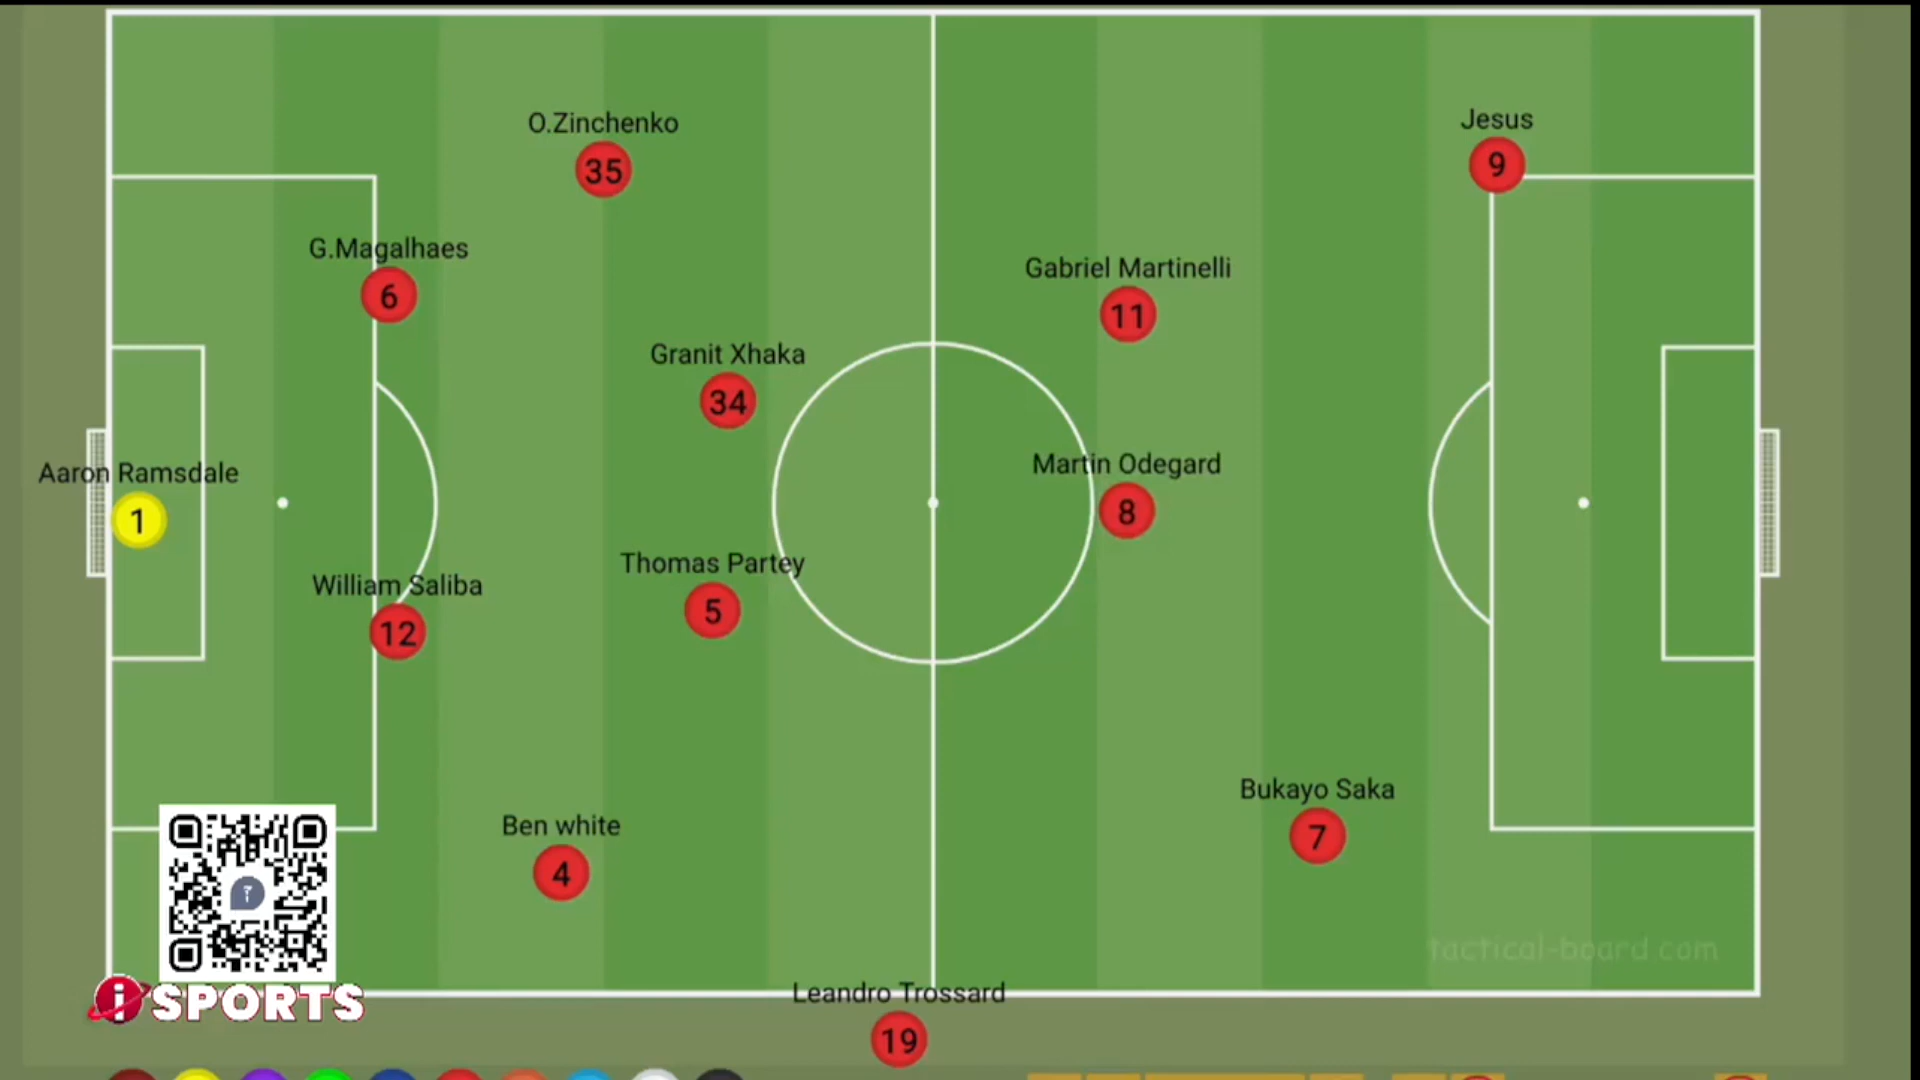 Jesus
9
O.Zinchenko
35
G.Magalhaes
6
Gabriel Martinelli
11
Granit Xhaka
34
Martin Odegard
8
Aaron Ramsdale
1
Thomas Partey
5
William Saliba
12
Bukayo Saka
7
Ben white
4
tactical-board.com
Leandro Trossard
19
i SPORTS